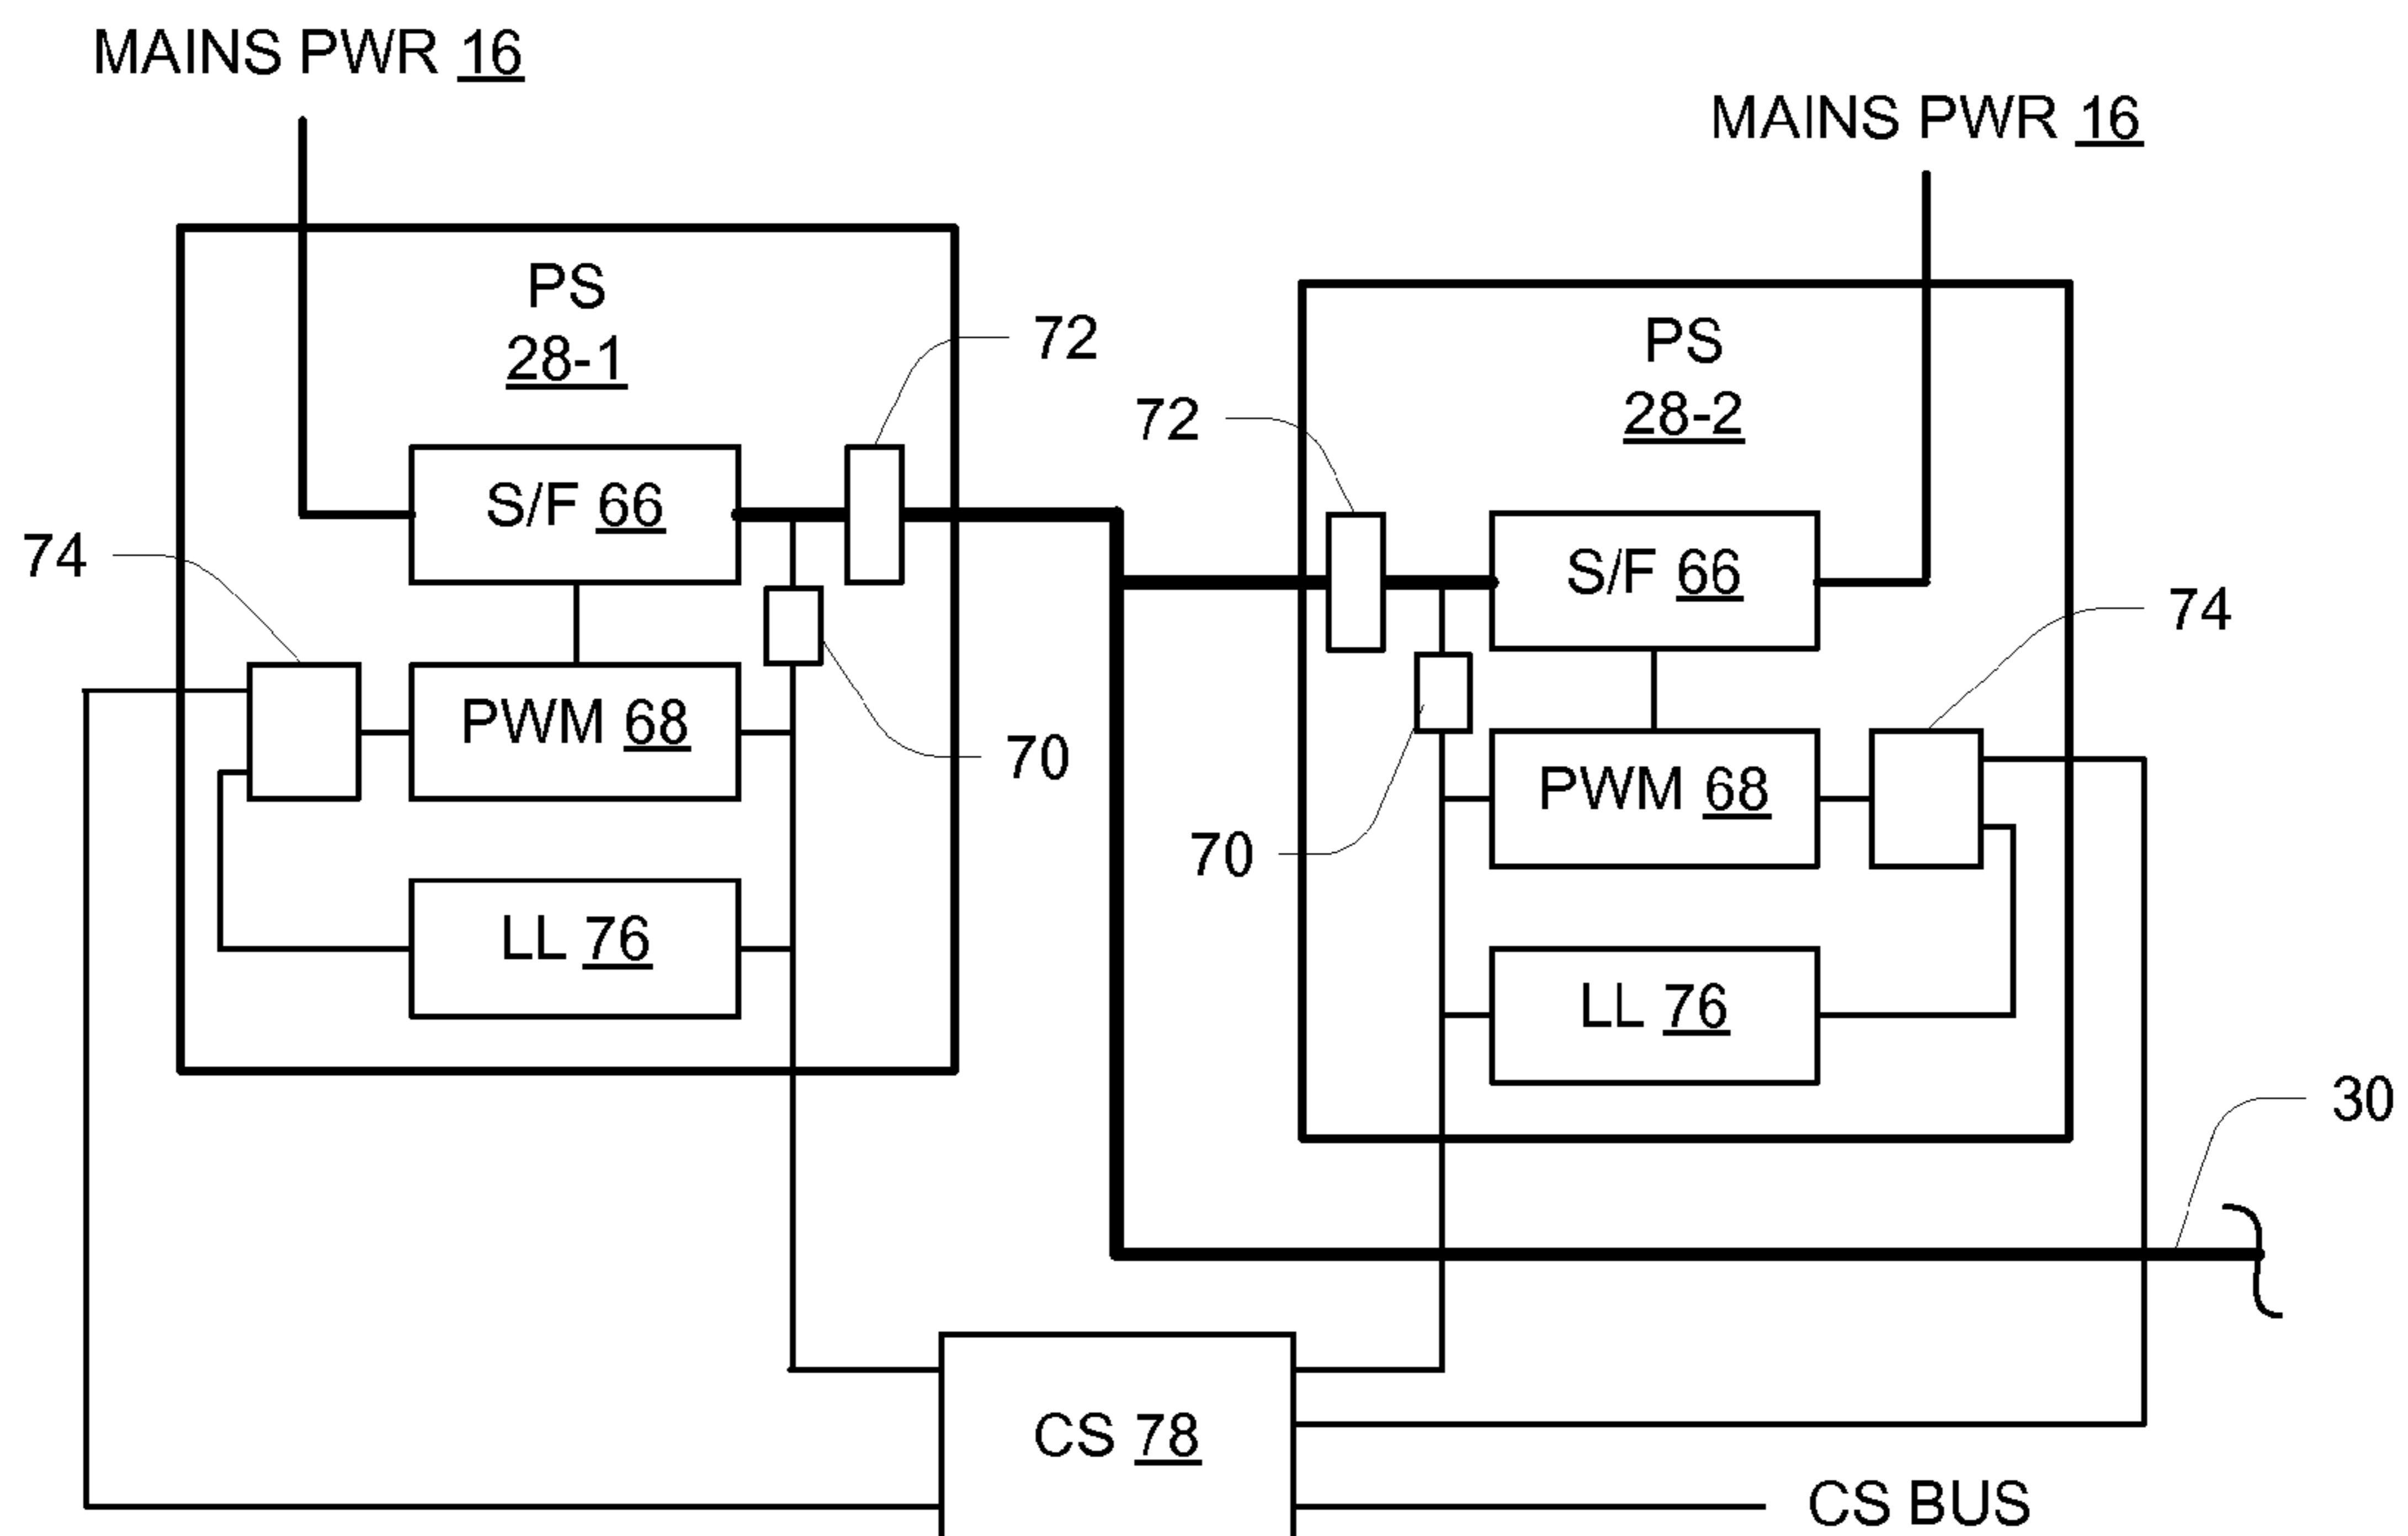 MAINS PWR 16
MAINS PWR 16
PS
28-1
PS
28-2
72
72
S/F 66
S/F 66
74
74
PWM 68
70
PWM 68
70
LL 76
LL 76
30
CS 78
CS BUS